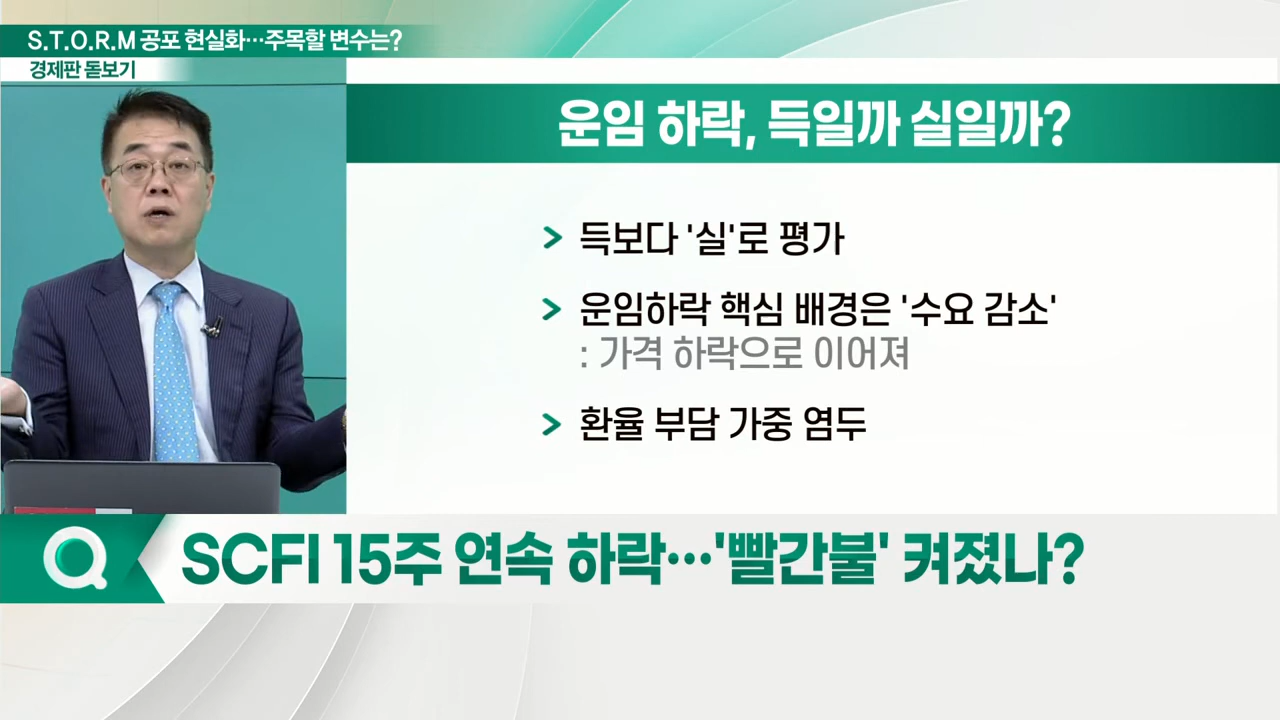 S.T.O.R.M 공포 현실화…주목할 변수는?
경제판 돋보기
운임 하락, 득일까 실일까?
> 득보다 '실'로 평가
> 운임하락 핵심 배경은 '수요 감소'
: 가격 하락으로 이어져
> 환율 부담 가중 염두
SCFI 15주 연속 하락…'빨간불' 켜졌나?